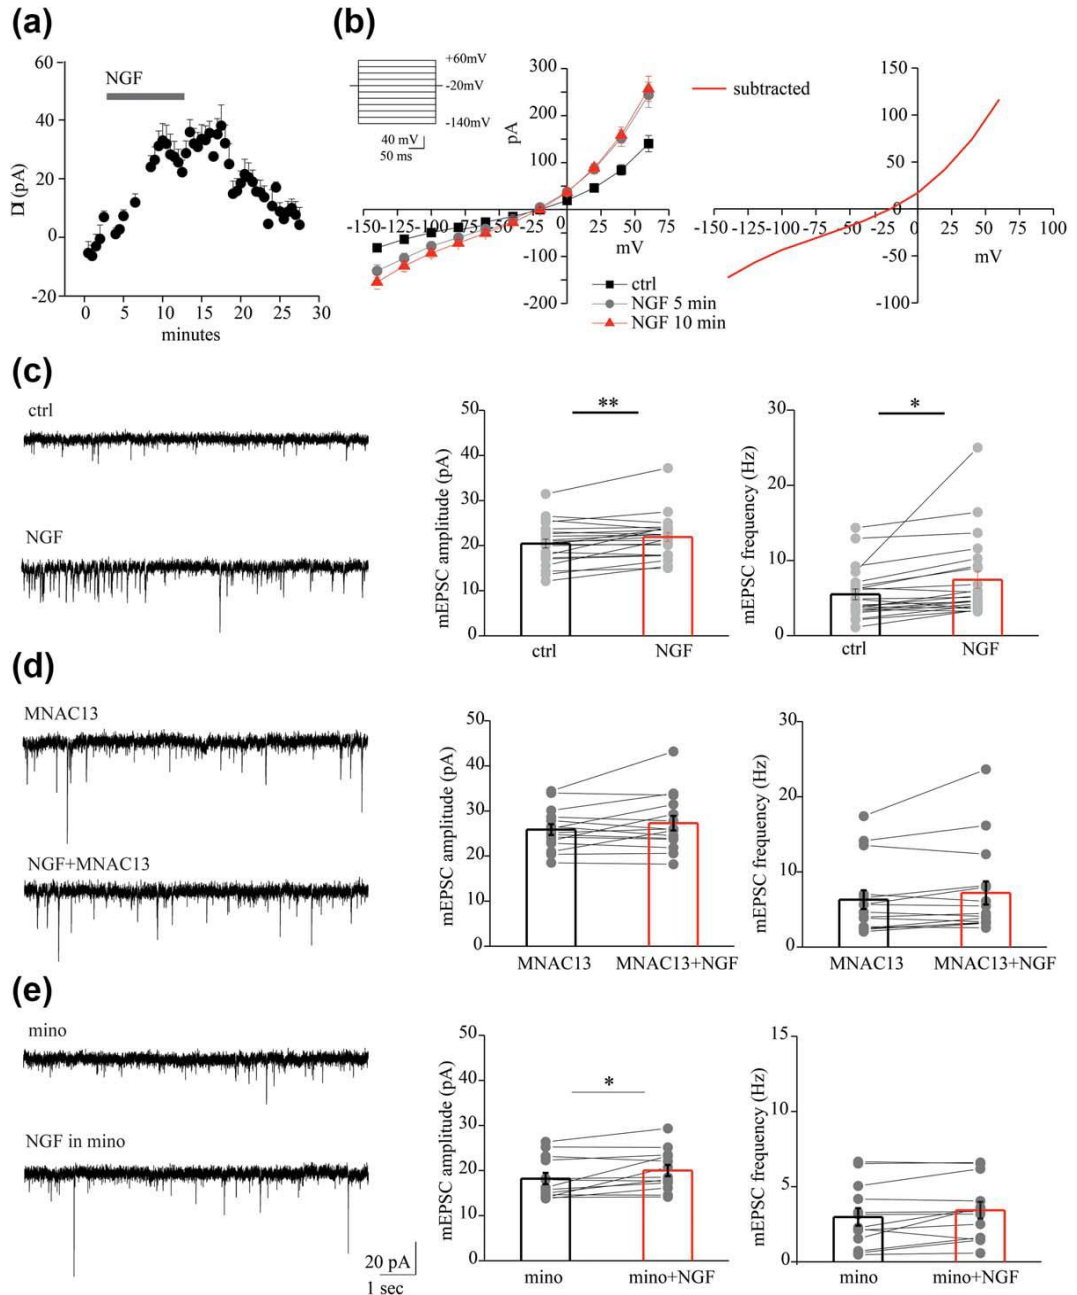 (a)
60
NGF
40
20
0
-20
DI (pA)
0 5 10 15 20 25 30
minutes
(b)
+60mV
-20mV
-140mV
40 mV
50 ms
300
250
200
150
100
50
-50
-100
-150
-200
pA
-150 -125 -100 -75 -50 -25 0 25 50 75
mV
ctrl
NGF 5 min
NGF 10 min
subtracted
150
100
50
0
-50
100
-150 -125 -100 -75 -50 -25 0 25 50 75 100
mV
(c)
ctrl
NGF
mEPSC amplitude (pA)
50
40
30
20
10
0
**
ctrl NGF
mEPSC frequency (Hz)
30
20
10
0
*
ctrl NGF
(d)
MNAC13
NGF+MNAC13
mEPSC amplitude (pA)
50
40
30
20
10
0
MNAC13 MNAC13+NGF
mEPSC frequency (Hz)
30
20
10
0
MNAC13 MNAC13+NGF
(e)
mino
NGF in mino
20 pA
1 sec
mEPSC amplitude (pA)
50
40
30
20
10
0
*
mino mino+NGF
mEPSC frequency (Hz)
15
10
5
0
mino mino+NGF